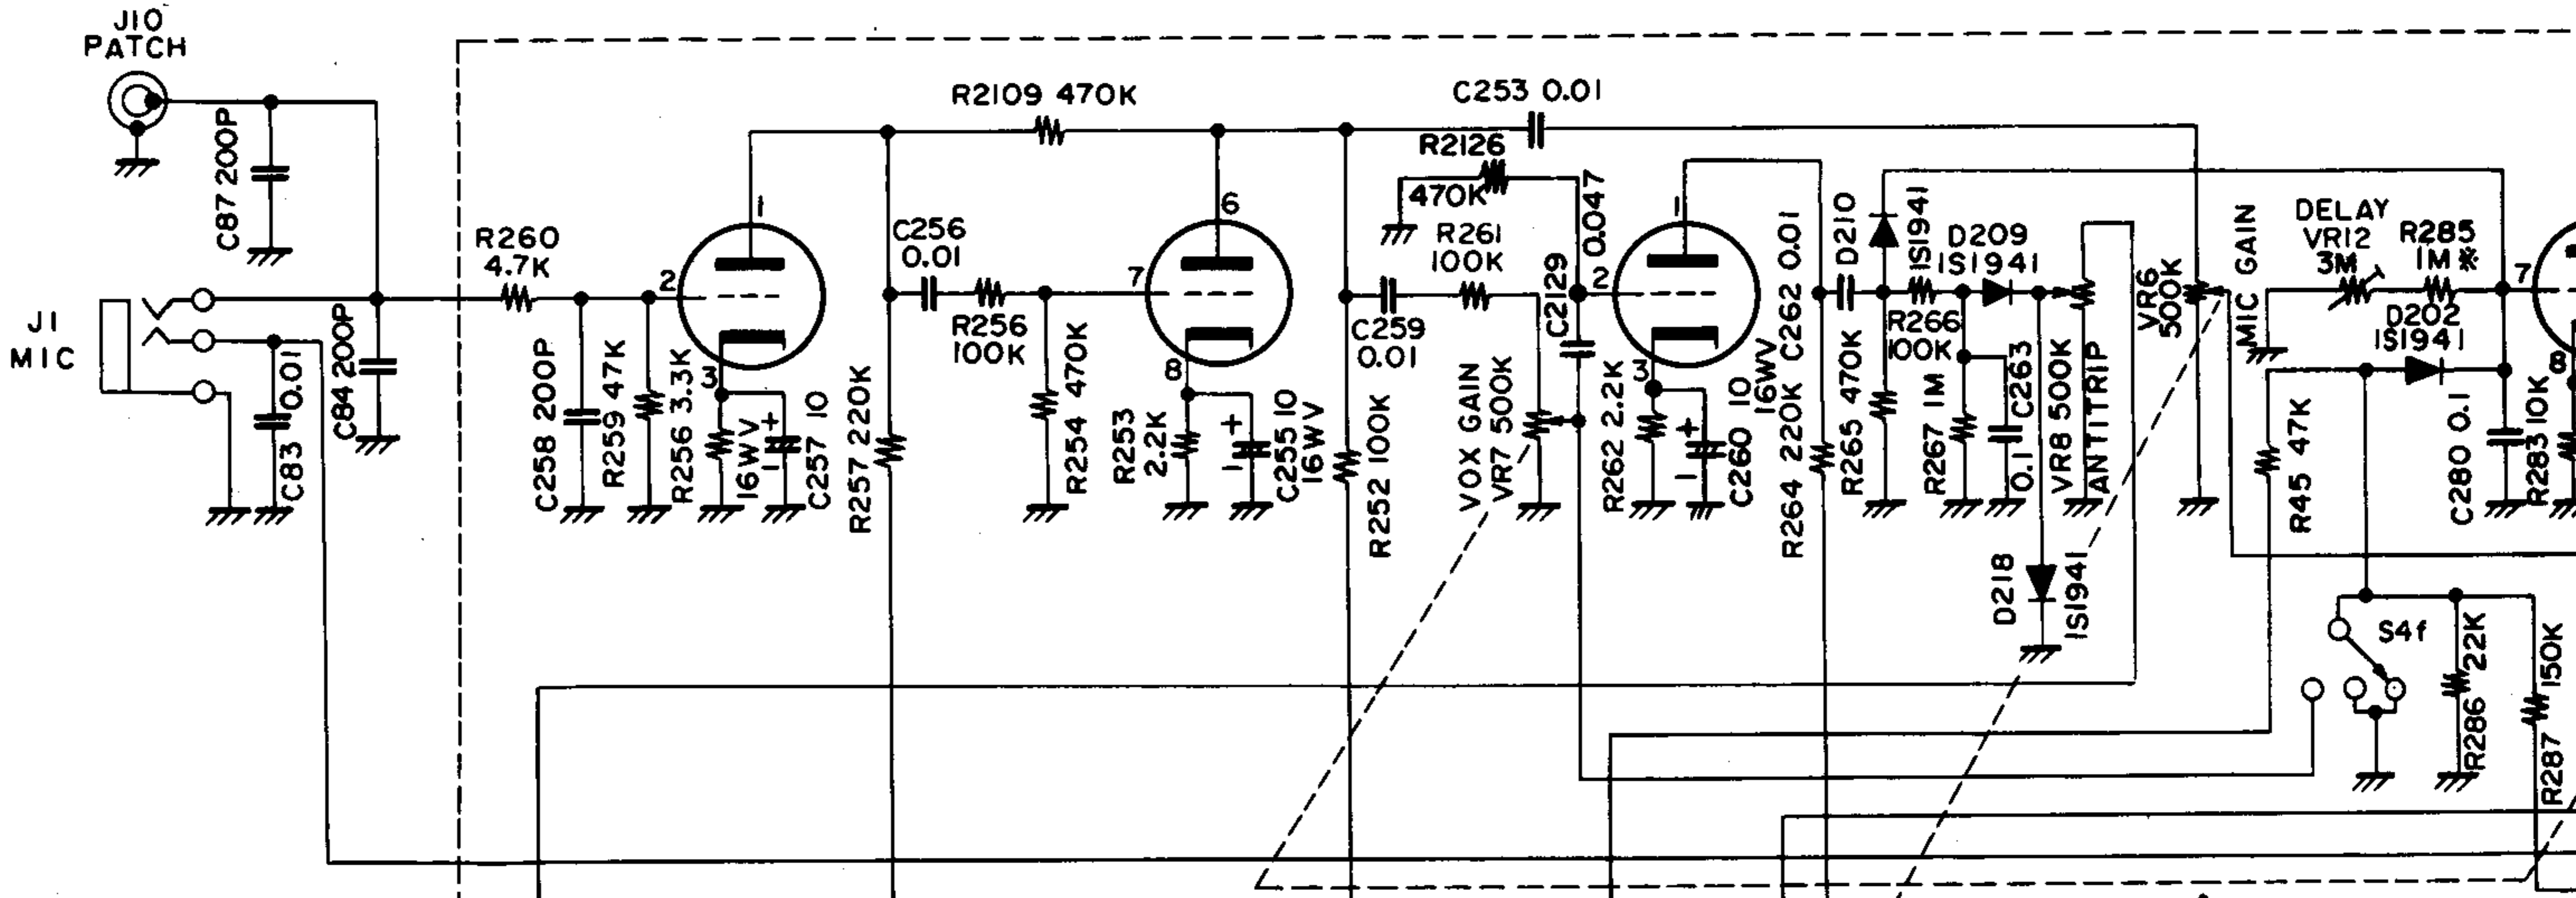 J10
PATCH
C87 200P
J1
MIC
C83 0.01
C84 200P
R260
4.7K
C258 200P
R259 47K
R256 3.3K
1
2
3
16WV
+
-
C257 10
R257 220K
R2109 470K
C256
0.01
R256
100K
R254 470K
6
7
8
R253
2.2K
+
-
C255 10
16WV
C253 0.01
R2126
470K
R261
100K
C259
0.01
R252 100K
VOX GAIN
VR7 500K
C2129
0.047
1
2
3
R262 2.2K
+
-
C260 10
16WV
R264 220K
C262 0.01
D210
1S1941
R265 470K
R266
100K
D209
1S1941
R267 1M
0.1 C263
VR8 500K
ANTITRIP
D218
1S1941
VR6
500K
MIC GAIN
DELAY
VR12
3M
R285
1M※
D202
1S1941
7
8
R45 47K
C280 0.1
R283 10K
S4f
R286 22K
R287 150K